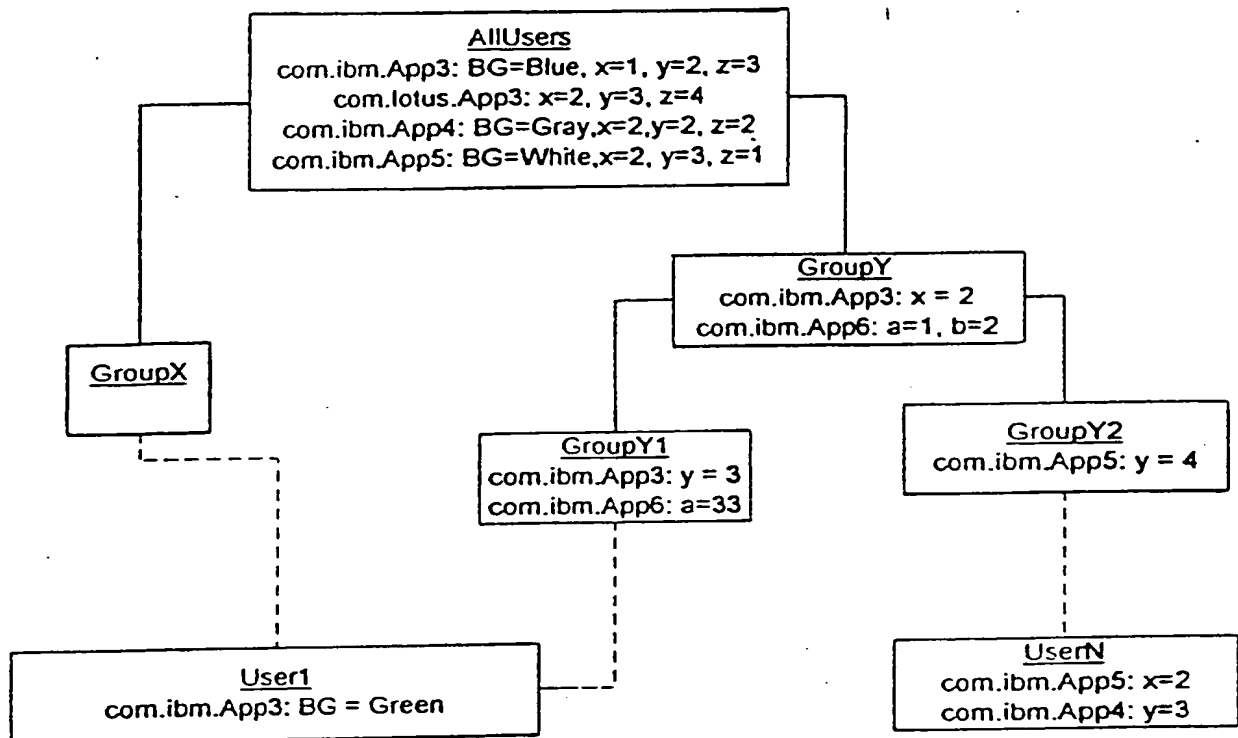 AllUsers
com.ibm.App3: BG=Blue, x=1, y=2, z=3
com.lotus.App3: x=2, y=3, z=4
com.ibm.App4: BG=Gray,x=2,y=2, z=2
com.ibm.App5: BG=White,x=2, y=3, z=1
GroupY
com.ibm.App3: x = 2
com.ibm.App6: a=1, b=2
GroupX
GroupY1
com.ibm.App3: y = 3
com.ibm.App6: a=33
GroupY2
com.ibm.App5: y = 4
User1
com.ibm.App3: BG = Green
UserN
com.ibm.App5: x=2
com.ibm.App4: y=3